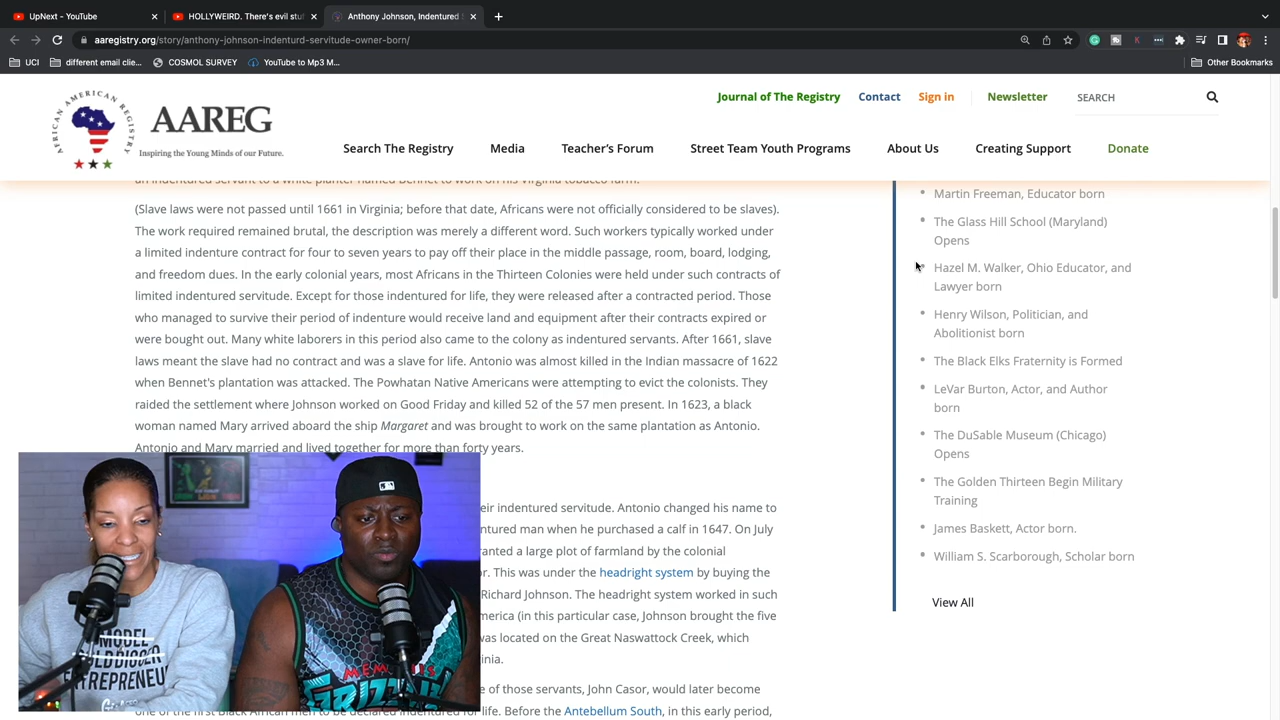 UpNext - YouTube
HOLLYWEIRD. There's evil stuf
Anthony Johnson, Indentured
aaregistry.org/story/anthony-johnson-indenturd-servitude-owner-born/
UCI
different email clie...
COSMOL SURVEY
YouTube to Mp3 M...
Other Bookmarks
AFRICAN AMERICAN REGISTRY
AAREG
Inspiring the Young Minds of our Future.
Journal of The Registry
Contact
Sign in
Newsletter
SEARCH
Search The Registry
Media
Teacher's Forum
Street Team Youth Programs
About Us
Creating Support
Donate
an indentured servant to a white planter named Bennet to work on his Virginia tobacco farm.
(Slave laws were not passed until 1661 in Virginia; before that date, Africans were not officially considered to be slaves).
The work required remained brutal, the description was merely a different word. Such workers typically worked under
a limited indenture contract for four to seven years to pay off their place in the middle passage, room, board, lodging,
and freedom dues. In the early colonial years, most Africans in the Thirteen Colonies were held under such contracts of
limited indentured servitude. Except for those indentured for life, they were released after a contracted period. Those
who managed to survive their period of indenture would receive land and equipment after their contracts expired or
were bought out. Many white laborers in this period also came to the colony as indentured servants. After 1661, slave
laws meant the slave had no contract and was a slave for life. Antonio was almost killed in the Indian massacre of 1622
when Bennet's plantation was attacked. The Powhatan Native Americans were attempting to evict the colonists. They
raided the settlement where Johnson worked on Good Friday and killed 52 of the 57 men present. In 1623, a black
woman named Mary arrived aboard the ship Margaret and was brought to work on the same plantation as Antonio.
Antonio and Mary married and lived together for more than forty years.
eir indentured servitude. Antonio changed his name to
ntured man when he purchased a calf in 1647. On July
ranted a large plot of farmland by the colonial
or. This was under the headright system by buying the
Richard Johnson. The headright system worked in such
merica (in this particular case, Johnson brought the five
was located on the Great Naswattock Creek, which
inia.
e of those servants, John Casor, would later become
one of the first Black African men to be declared indentured for life. Before the Antebellum South, in this early period,
Martin Freeman, Educator born
The Glass Hill School (Maryland)
Opens
Hazel M. Walker, Ohio Educator, and
Lawyer born
Henry Wilson, Politician, and
Abolitionist born
The Black Elks Fraternity is Formed
LeVar Burton, Actor, and Author
born
The DuSable Museum (Chicago)
Opens
The Golden Thirteen Begin Military
Training
James Baskett, Actor born.
William S. Scarborough, Scholar born
View All
MODEL
GOLD DIGGER
ENTREPRENEU
MEMPHIS